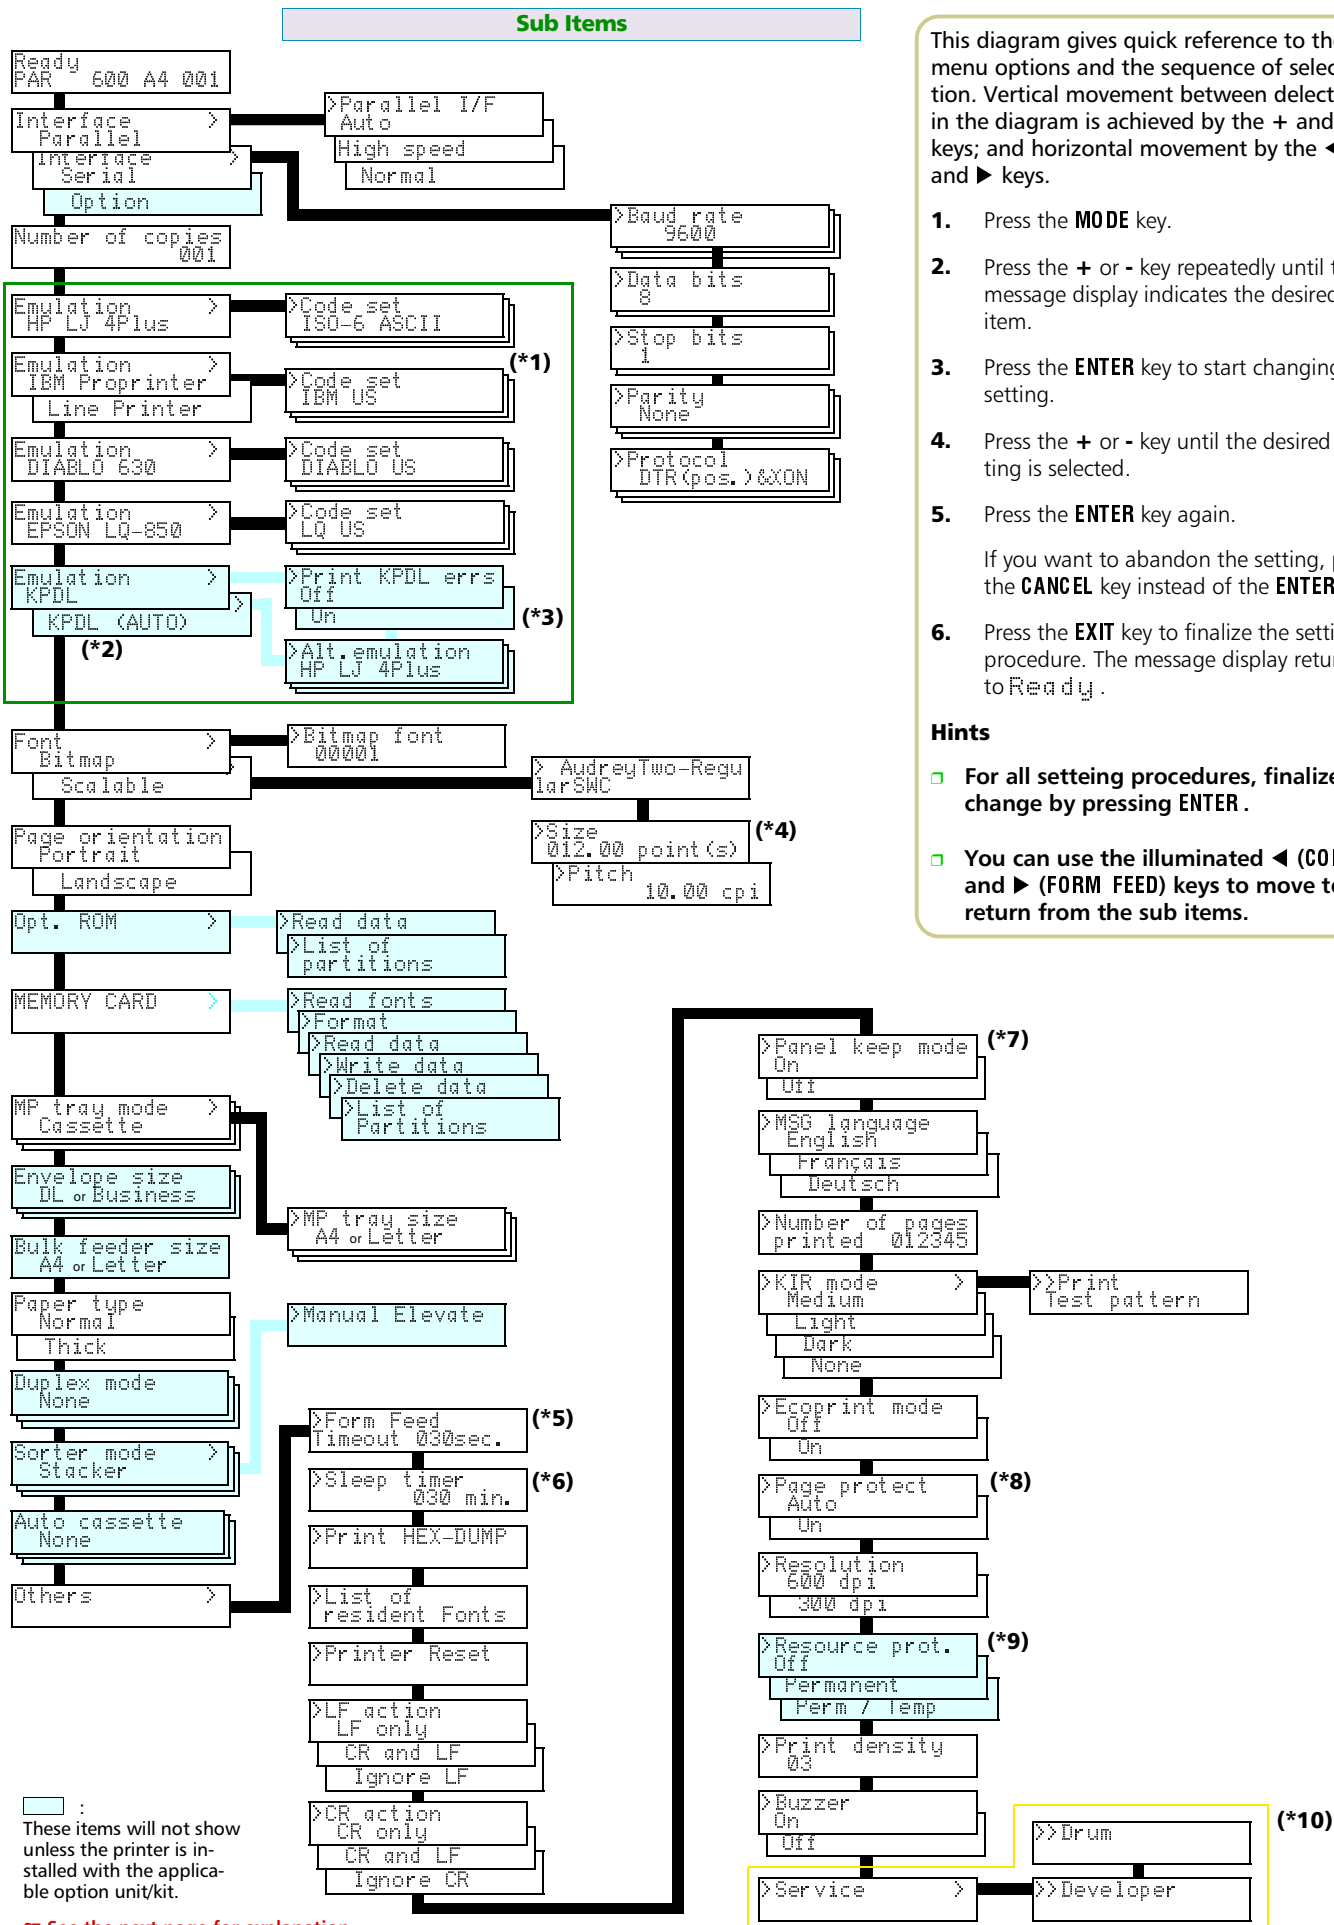 Sub Items
Ready
PAR 600 A4 001
Interface >
Parallel
Interface >
Serial
Option
>Parallel I/F
Auto
High speed
Normal
Number of copies
001
>Baud rate
9600
>Data bits
8
>Stop bits
1
>Parity
None
>Protocol
DTR(pos.)&XON
Emulation >
HP LJ 4Plus
>Code set
ISO-6 ASCII
(*1)
Emulation >
IBM Proprinter
Line Printer
>Code set
IBM US
Emulation >
DIABLO 630
>Code set
DIABLO US
Emulation >
EPSON LQ-850
>Code set
LQ US
Emulation >
KPDL
KPDL (AUTO) >
(*2)
>Print KPDL errs
Off
On
(*3)
>Alt.emulation
HP LJ 4Plus
Font >
Bitmap
Scalable >
>Bitmap font
00001
> AudreyTwo-Regu
larSWC
>Size
012.00 point(s)
(*4)
>Pitch
10.00 cpi
Page orientation
Portrait
Landscape
Opt. ROM >
>Read data
>List of
partitions
MEMORY CARD >
>Read fonts
>Format
>Read data
>Write data
>Delete data
>List of
Partitions
MP tray mode >
Cassette
>MP tray size
A4 or Letter
Envelope size
DL or Business
Bulk feeder size
A4 or Letter
Paper type
Normal
Thick
Duplex mode
None
Sorter mode >
Stacker
>Manual Elevate
Auto cassette
None
Others >
>Form Feed
Timeout 030sec.
(*5)
>Sleep timer
030 min.
(*6)
>Print HEX-DUMP
>List of
resident Fonts
>Printer Reset
>LF action
LF only
CR and LF
Ignore LF
>CR action
CR only
CR and LF
Ignore CR
>Panel keep mode
On
Off
(*7)
>MSG language
English
Français
Deutsch
>Number of pages
printed 012345
>KIR mode >
Medium
Light
Dark
None
>>Print
Test pattern
>Ecoprint mode
Off
On
>Page protect
Auto
On
(*8)
>Resolution
600 dpi
300 dpi
>Resource prot.
Off
Permanent
Perm / Temp
(*9)
>Print density
03
>Buzzer
On
Off
>Service >
>>Drum
>>Developer
(*10)
This diagram gives quick reference to the
menu options and the sequence of selec
tion. Vertical movement between delect
in the diagram is achieved by the + and
keys; and horizontal movement by the ◀
and ▶ keys.
1. Press the MODE key.
2. Press the + or - key repeatedly until t
message display indicates the desired
item.
3. Press the ENTER key to start changing
setting.
4. Press the + or - key until the desired
ting is selected.
5. Press the ENTER key again.
If you want to abandon the setting, p
the CANCEL key instead of the ENTER
6. Press the EXIT key to finalize the setti
procedure. The message display retur
to Ready .
Hints
❒ For all setteing procedures, finalize
change by pressing ENTER .
❒ You can use the illuminated ◀ (CO
and ▶ (FORM FEED) keys to move to
return from the sub items.
:
These items will not show
unless the printer is in-
stalled with the applica-
ble option unit/kit.
☞ See the next page for explanation